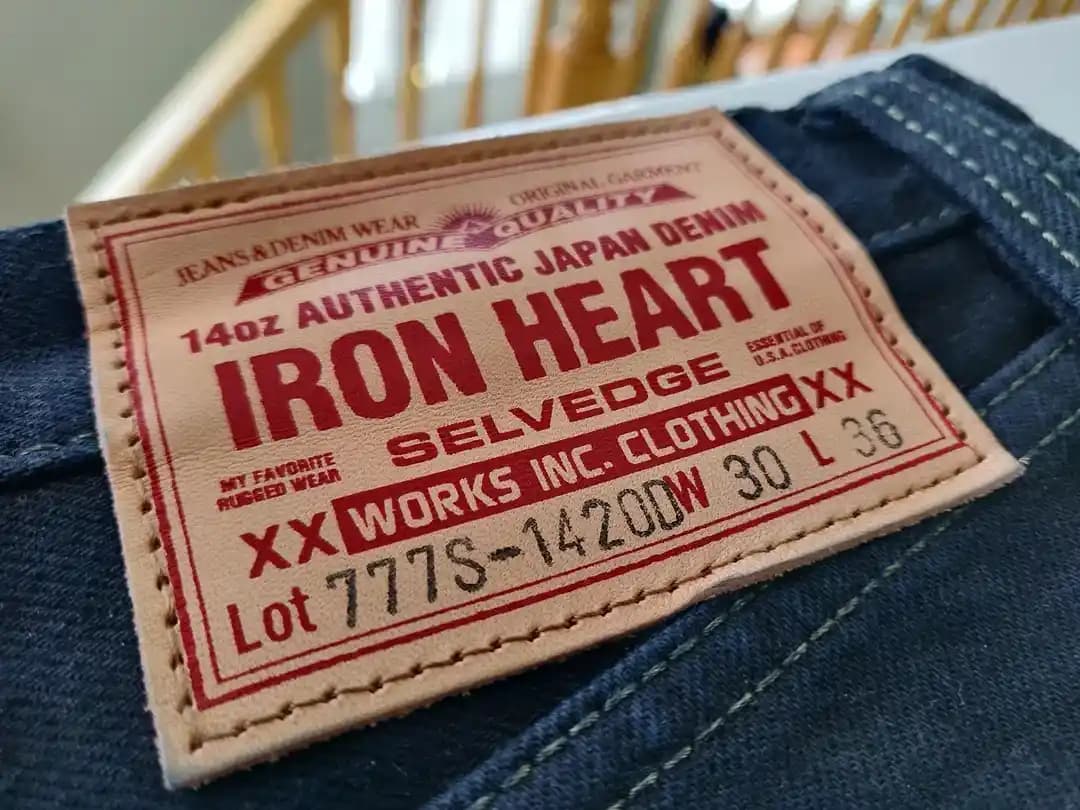 JEANS&DENIM WEAR ORIGINAL GARMENT
GENUINE QUALITY
14oz AUTHENTIC JAPAN DENIM
IRON HEART
SELVEDGE
ESSENTIAL OF
U.S.A. CLOTHING
MY FAVORITE
RUGGED WEAR
XX WORKS INC. CLOTHING XX
Lot 777S-142OD W 30 L 36